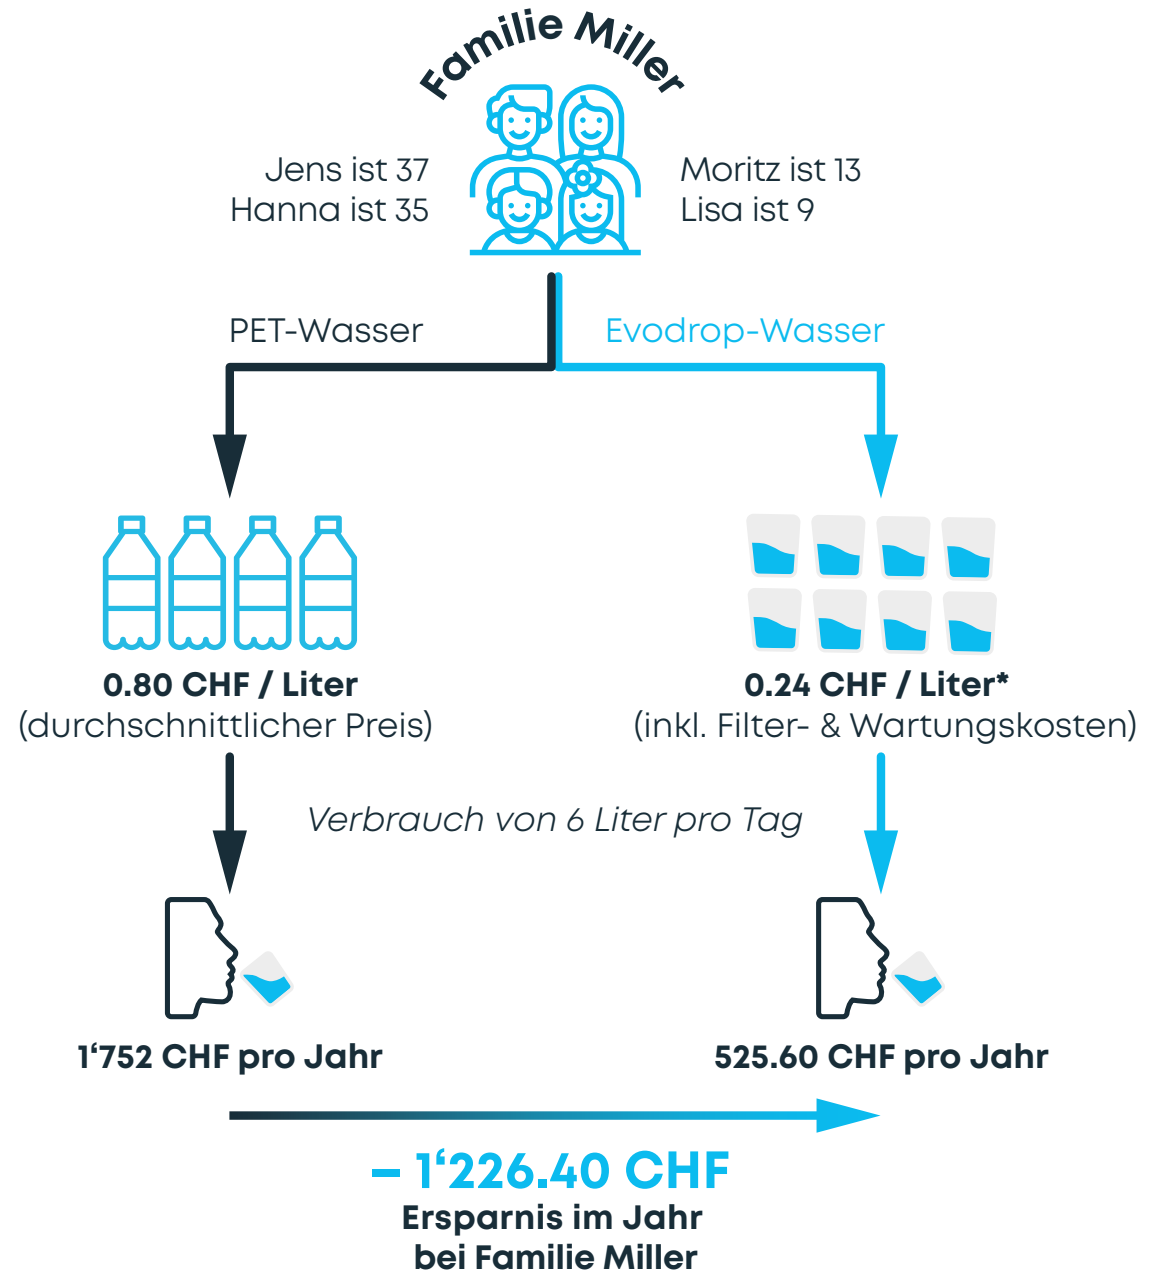 Familie Miller
Jens ist 37
Hanna ist 35
Moritz ist 13
Lisa ist 9
PET-Wasser
Evodrop-Wasser
0.80 CHF / Liter
(durchschnittlicher Preis)
0.24 CHF / Liter*
(inkl. Filter- & Wartungskosten)
Verbrauch von 6 Liter pro Tag
1‘752 CHF pro Jahr
525.60 CHF pro Jahr
– 1‘226.40 CHF
Ersparnis im Jahr
bei Familie Miller